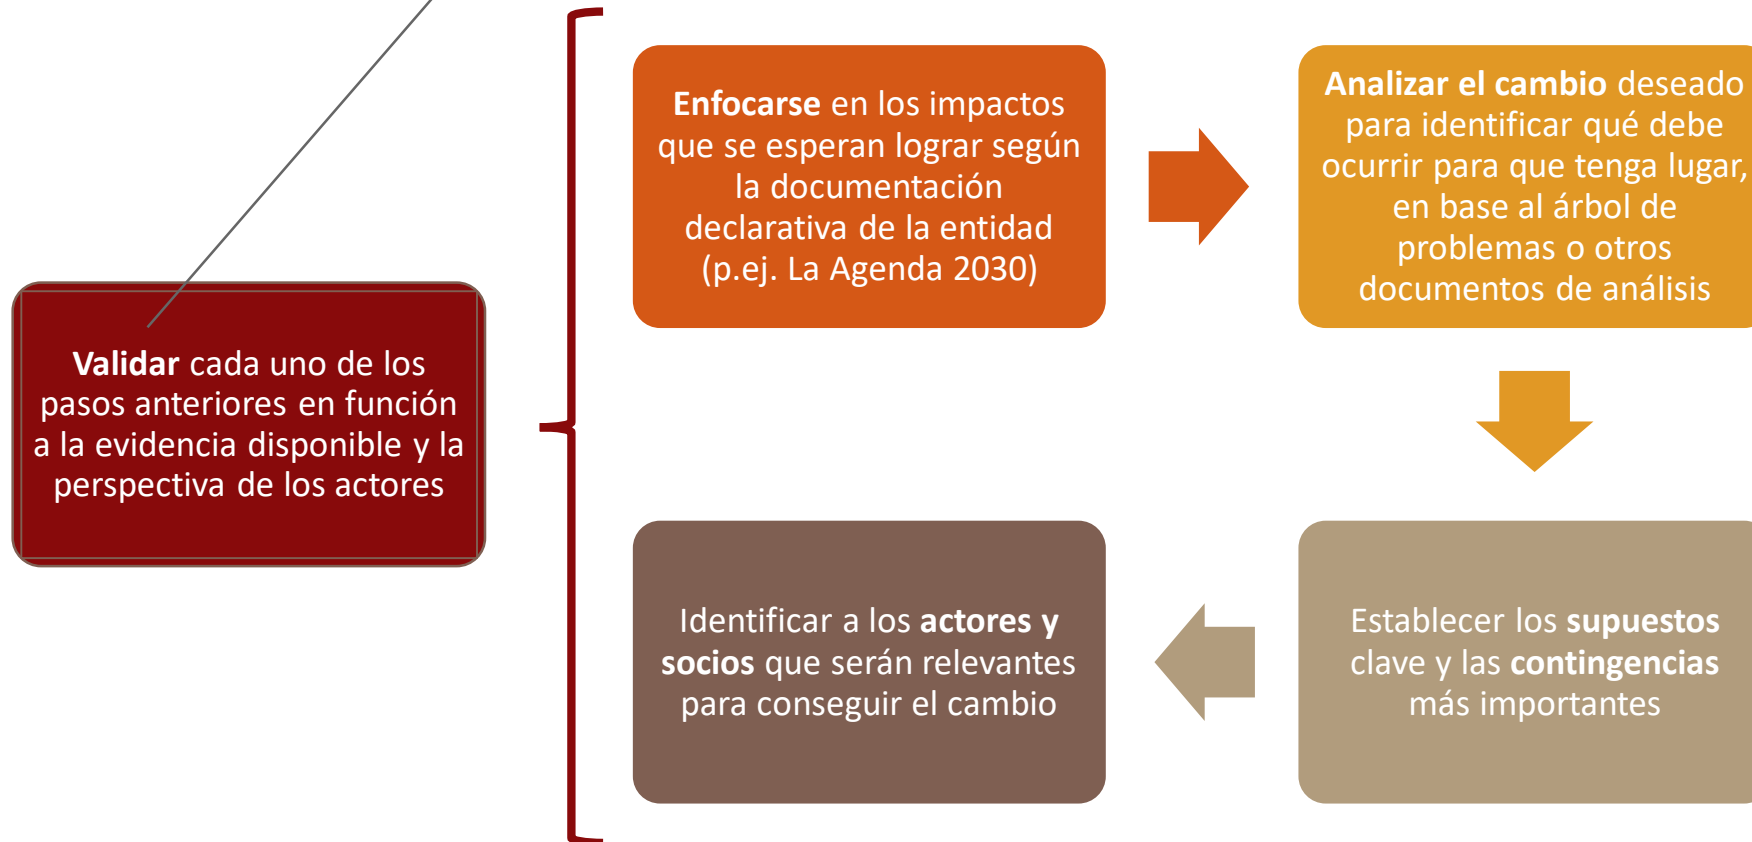 Enfocarse en los impactos
que se esperan lograr según
la documentación
declarativa de la entidad
(p.ej. La Agenda 2030)
Analizar el cambio deseado
para identificar qué debe
ocurrir para que tenga lugar,
en base al árbol de
problemas o otros
documentos de análisis
Validar cada uno de los
pasos anteriores en función
a la evidencia disponible y la
perspectiva de los actores
Identificar a los actores y
socios que serán relevantes
para conseguir el cambio
Establecer los supuestos
clave y las contingencias
más importantes